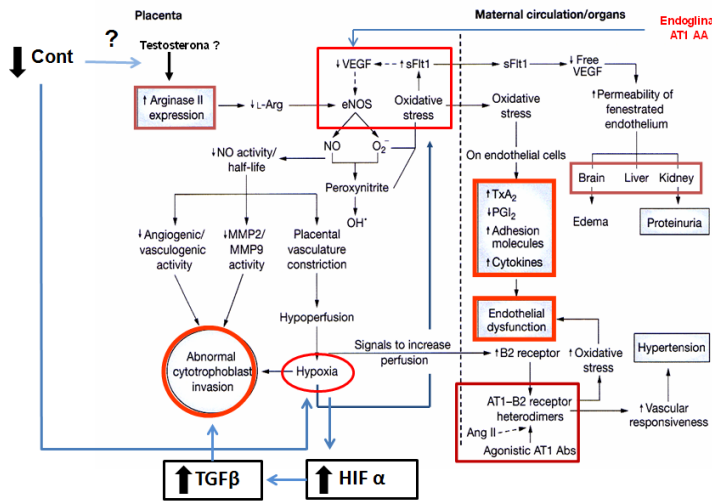 Placenta
Maternal circulation/organs
Endoglina
AT1 AA
?
Testosterona ?
Cont
↓VEGF
↑sFlt1
sFlt1
↓Free
VEGF
↑Arginase II
expression
↓L-Arg
eNOS
Oxidative
stress
Oxidative
stress
↑Permeability of
fenestrated
endothelium
NO
O2−
↓NO activity/
half-life
On endothelial cells
Peroxynitrite
Brain
Liver
Kidney
OH•
↑TxA2
↓PGI2
↑Adhesion
molecules
↑Cytokines
Edema
Proteinuria
↓Angiogenic/
vasculogenic
activity
↓MMP2/
MMP9
activity
Placental
vasculature
constriction
Hypoperfusion
Endothelial
dysfunction
Abnormal
cytotrophoblast
invasion
Hypoxia
Signals to increase
perfusion
↑B2 receptor
↑Oxidative
stress
Hypertension
AT1–B2 receptor
heterodimers
Ang II
Agonistic AT1 Abs
↑Vascular
responsiveness
TGFβ
HIF α